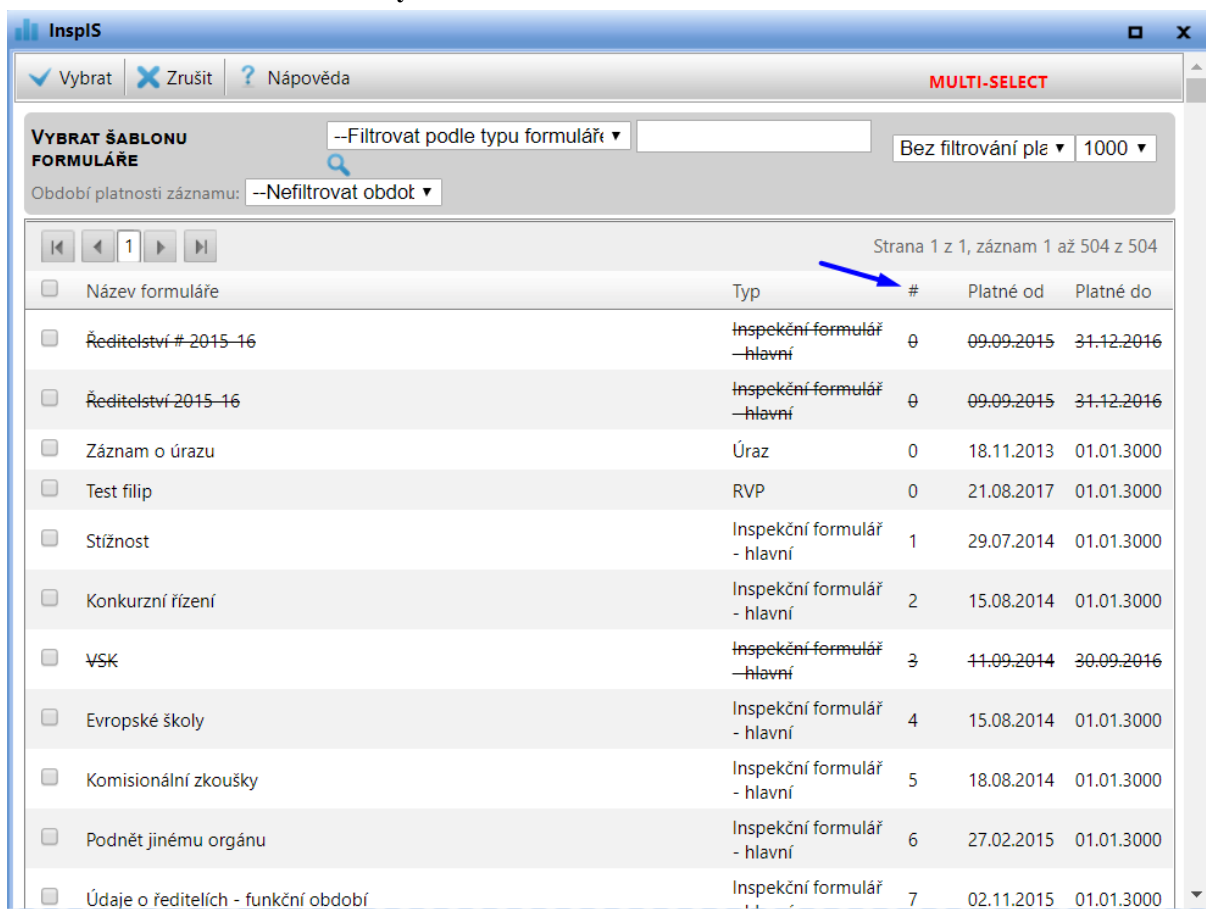 InspIS
Vybrat Zrušit ? Nápověda MULTI-SELECT
VYBRAT ŠABLONU FORMULÁŘE --Filtrovat podle typu formuláře Bez filtrování pla 1000
Období platnosti záznamu: --Nefiltrovat obdob
1 Strana 1 z 1, záznam 1 až 504 z 504
Název formuláře Typ # Platné od Platné do
Ředitelství # 2015-16 Inspekční formulář - hlavní 0 09.09.2015 31.12.2016
Ředitelství 2015-16 Inspekční formulář - hlavní 0 09.09.2015 31.12.2016
Záznam o úrazu Úraz 0 18.11.2013 01.01.3000
Test filip RVP 0 21.08.2017 01.01.3000
Stížnost Inspekční formulář - hlavní 1 29.07.2014 01.01.3000
Konkurzní řízení Inspekční formulář - hlavní 2 15.08.2014 01.01.3000
VSK Inspekční formulář - hlavní 3 11.09.2014 30.09.2016
Evropské školy Inspekční formulář - hlavní 4 15.08.2014 01.01.3000
Komisionální zkoušky Inspekční formulář - hlavní 5 18.08.2014 01.01.3000
Podnět jinému orgánu Inspekční formulář - hlavní 6 27.02.2015 01.01.3000
Údaje o ředitelích - funkční období Inspekční formulář 7 02.11.2015 01.01.3000